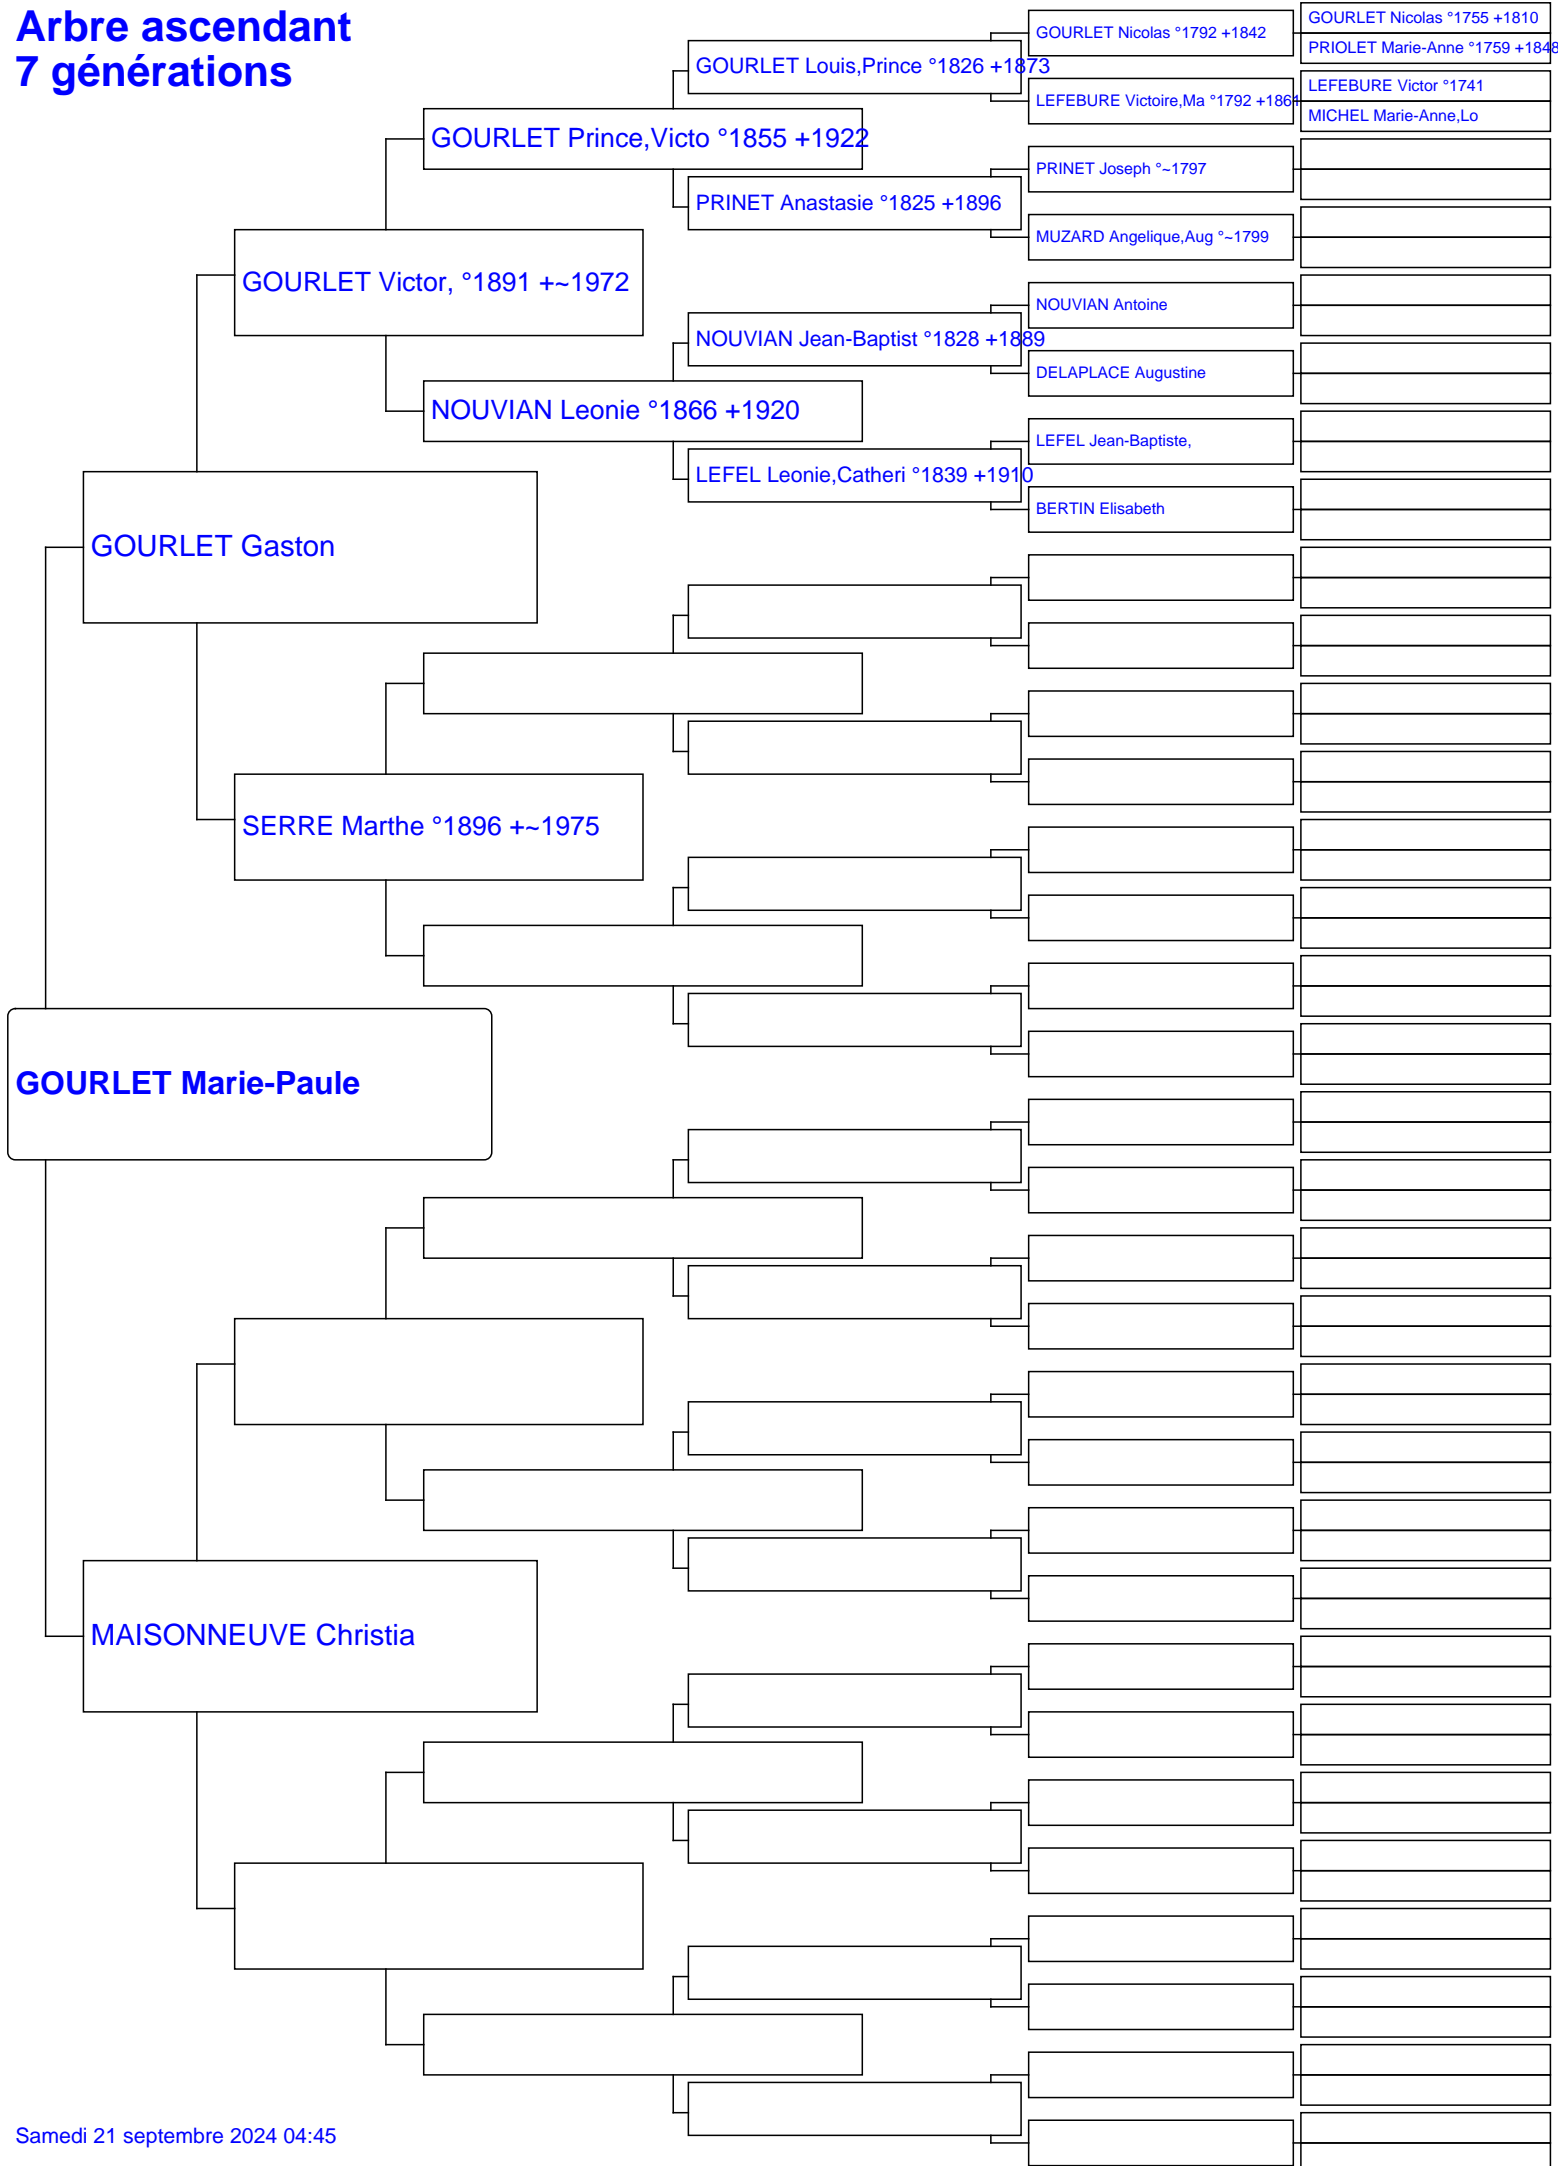 Arbre ascendant
7 générations
GOURLET Nicolas °1755 +1810
GOURLET Nicolas °1792 +1842
PRIOLET Marie-Anne °1759 +1848
GOURLET Louis,Prince °1826 +1873
LEFEBURE Victor °1741
LEFEBURE Victoire,Ma °1792 +1861
MICHEL Marie-Anne,Lo
GOURLET Prince,Victo °1855 +1922
PRINET Joseph °~1797
PRINET Anastasie °1825 +1896
MUZARD Angelique,Aug °~1799
GOURLET Victor, °1891 +~1972
NOUVIAN Antoine
NOUVIAN Jean-Baptist °1828 +1889
DELAPLACE Augustine
NOUVIAN Leonie °1866 +1920
LEFEL Jean-Baptiste,
LEFEL Leonie,Catheri °1839 +1910
BERTIN Elisabeth
GOURLET Gaston
SERRE Marthe °1896 +~1975
GOURLET Marie-Paule
MAISONNEUVE Christia
Samedi 21 septembre 2024 04:45